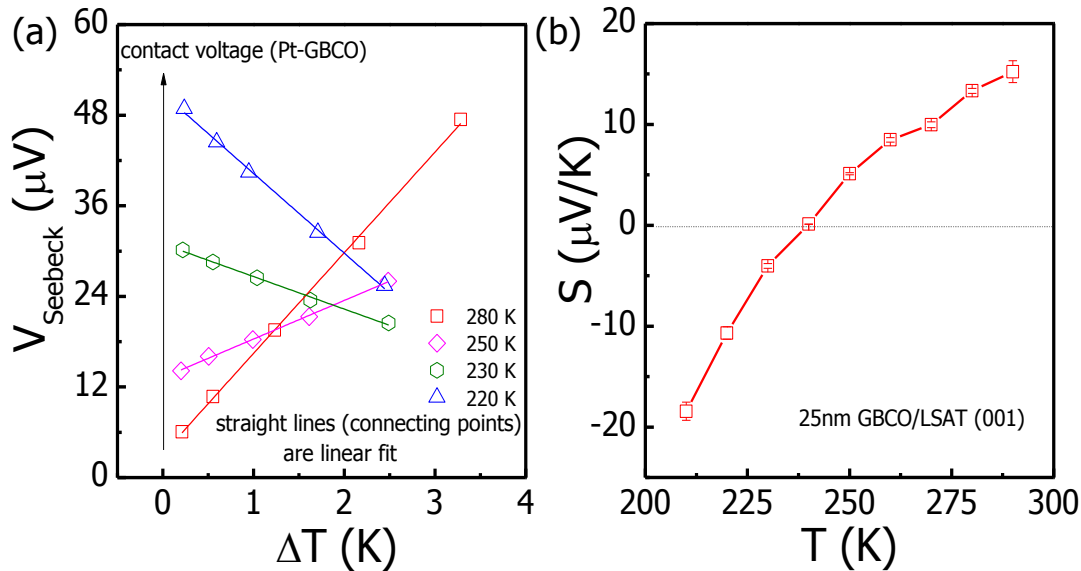 (a)
contact voltage (Pt-GBCO)
V_Seebeck (μV)
60
48
36
24
12
0
280 K
250 K
230 K
220 K
straight lines (connecting points)
are linear fit
0 1 2 3 4
ΔT (K)
(b)
S (μV/K)
20
10
0
-10
-20
25nm GBCO/LSAT (001)
200 225 250 275 300
T (K)